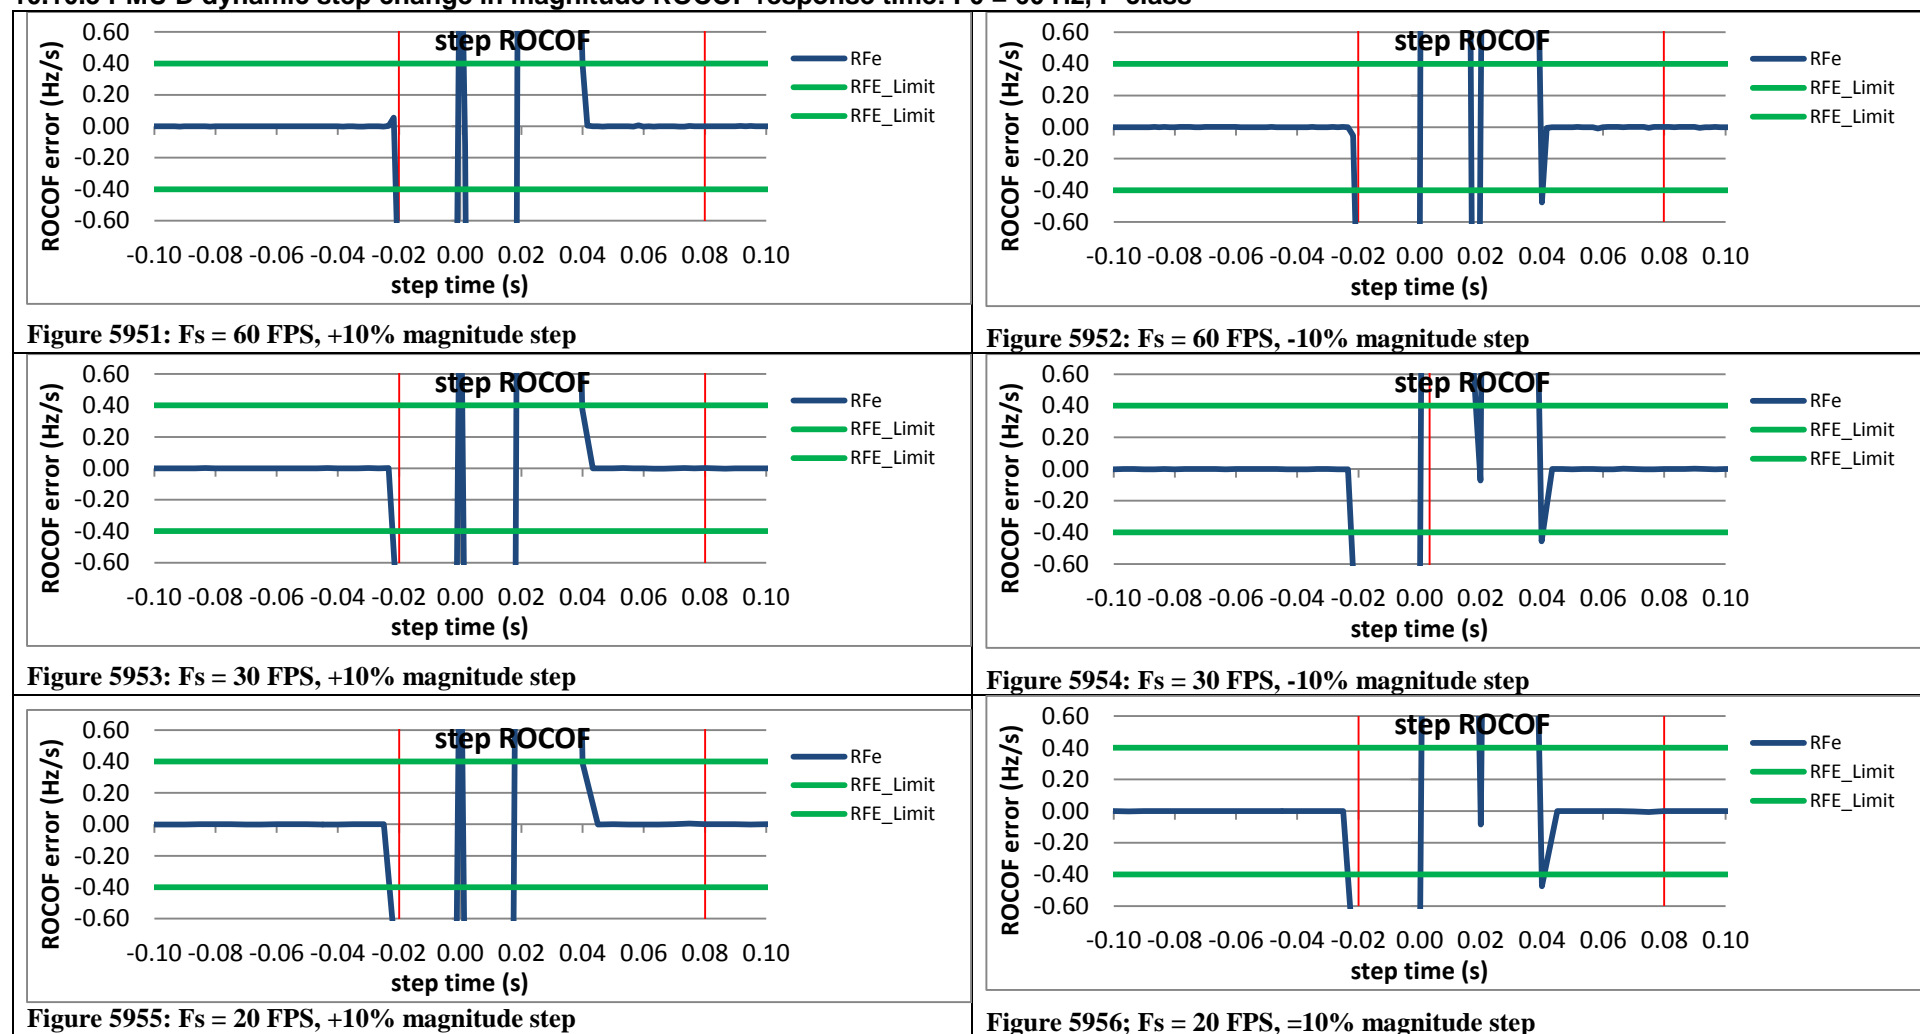 step ROCOF
0.60
0.40
0.20
0.00
-0.20
-0.40
-0.60
ROCOF error (Hz/s)
-0.10 -0.08 -0.06 -0.04 -0.02 0.00 0.02 0.04 0.06 0.08 0.10
step time (s)
RFe
RFE_Limit
RFE_Limit
Figure 5951: Fs = 60 FPS, +10% magnitude step
step ROCOF
0.60
0.40
0.20
0.00
-0.20
-0.40
-0.60
ROCOF error (Hz/s)
-0.10 -0.08 -0.06 -0.04 -0.02 0.00 0.02 0.04 0.06 0.08 0.10
step time (s)
RFe
RFE_Limit
RFE_Limit
Figure 5952: Fs = 60 FPS, -10% magnitude step
step ROCOF
0.60
0.40
0.20
0.00
-0.20
-0.40
-0.60
ROCOF error (Hz/s)
-0.10 -0.08 -0.06 -0.04 -0.02 0.00 0.02 0.04 0.06 0.08 0.10
step time (s)
RFe
RFE_Limit
RFE_Limit
Figure 5953: Fs = 30 FPS, +10% magnitude step
step ROCOF
0.60
0.40
0.20
0.00
-0.20
-0.40
-0.60
ROCOF error (Hz/s)
-0.10 -0.08 -0.06 -0.04 -0.02 0.00 0.02 0.04 0.06 0.08 0.10
step time (s)
RFe
RFE_Limit
RFE_Limit
Figure 5954: Fs = 30 FPS, -10% magnitude step
step ROCOF
0.60
0.40
0.20
0.00
-0.20
-0.40
-0.60
ROCOF error (Hz/s)
-0.10 -0.08 -0.06 -0.04 -0.02 0.00 0.02 0.04 0.06 0.08 0.10
step time (s)
RFe
RFE_Limit
RFE_Limit
Figure 5955: Fs = 20 FPS, +10% magnitude step
step ROCOF
0.60
0.40
0.20
0.00
-0.20
-0.40
-0.60
ROCOF error (Hz/s)
-0.10 -0.08 -0.06 -0.04 -0.02 0.00 0.02 0.04 0.06 0.08 0.10
step time (s)
RFe
RFE_Limit
RFE_Limit
Figure 5956; Fs = 20 FPS, =10% magnitude step